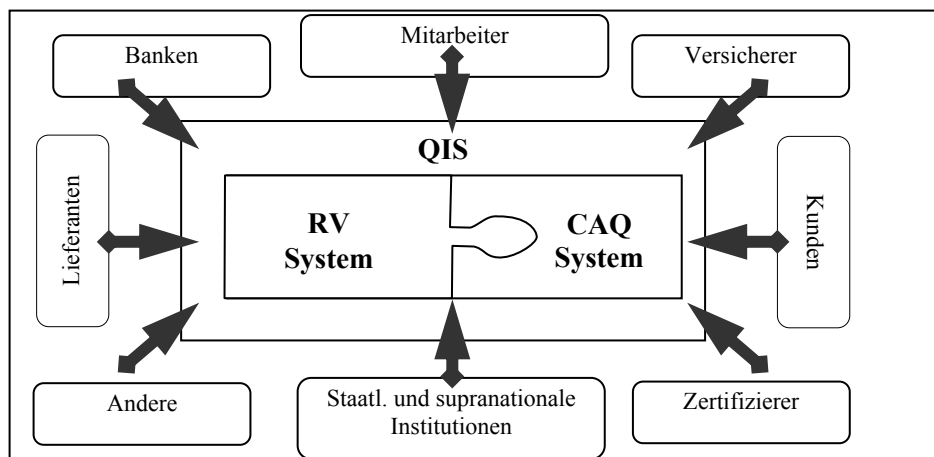 Mitarbeiter
Banken
Versicherer
QIS
Lieferanten
RV
System
CAQ
System
Kunden
Andere
Staatl. und supranationale
Institutionen
Zertifizierer